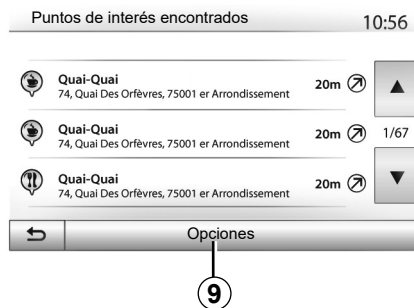 Puntos de interés encontrados 10:56
Quai-Quai
74, Quai Des Orfèvres, 75001 er Arrondissement 20m
Quai-Quai
74, Quai Des Orfèvres, 75001 er Arrondissement 20m
1/67
Quai-Quai
74, Quai Des Orfèvres, 75001 er Arrondissement 20m
Opciones
9